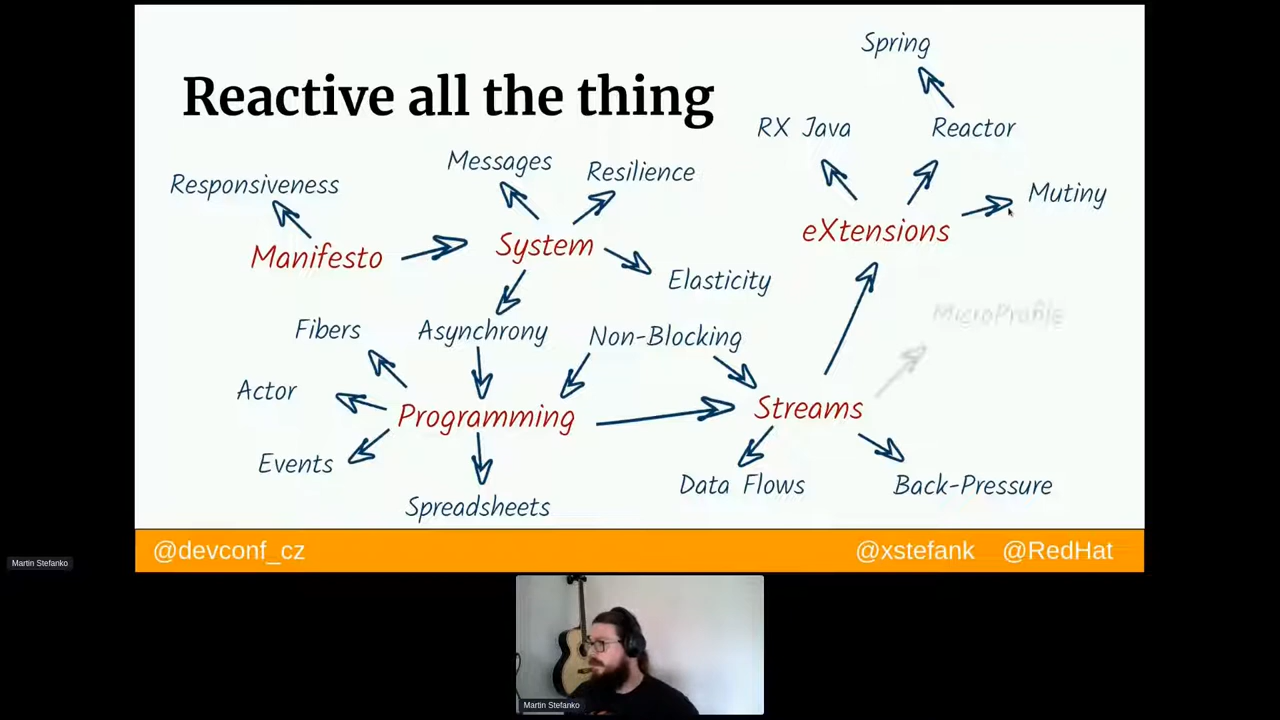 Reactive all the thing
Spring
RX Java
Reactor
Messages
Resilience
Responsiveness
Mutiny
eXtensions
Manifesto
System
Elasticity
MicroProfile
Fibers
Asynchrony
Non-Blocking
Actor
Programming
Streams
Events
Data Flows
Back-Pressure
Spreadsheets
@devconf_cz
@xstefank
@RedHat
Martin Stefanko
Martin Stefanko